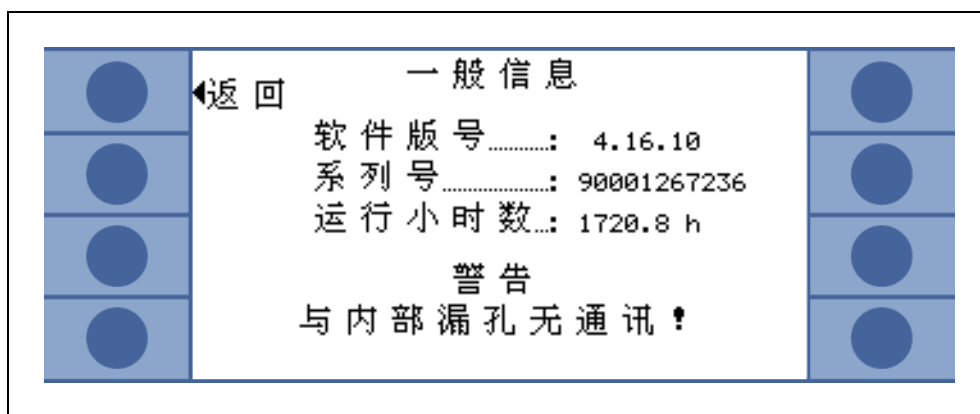 一般信息
◀返回
软件版号..........: 4.16.10
系列号..................: 90001267236
运行小时数...: 1720.8 h
警告
与内部漏孔无通讯!